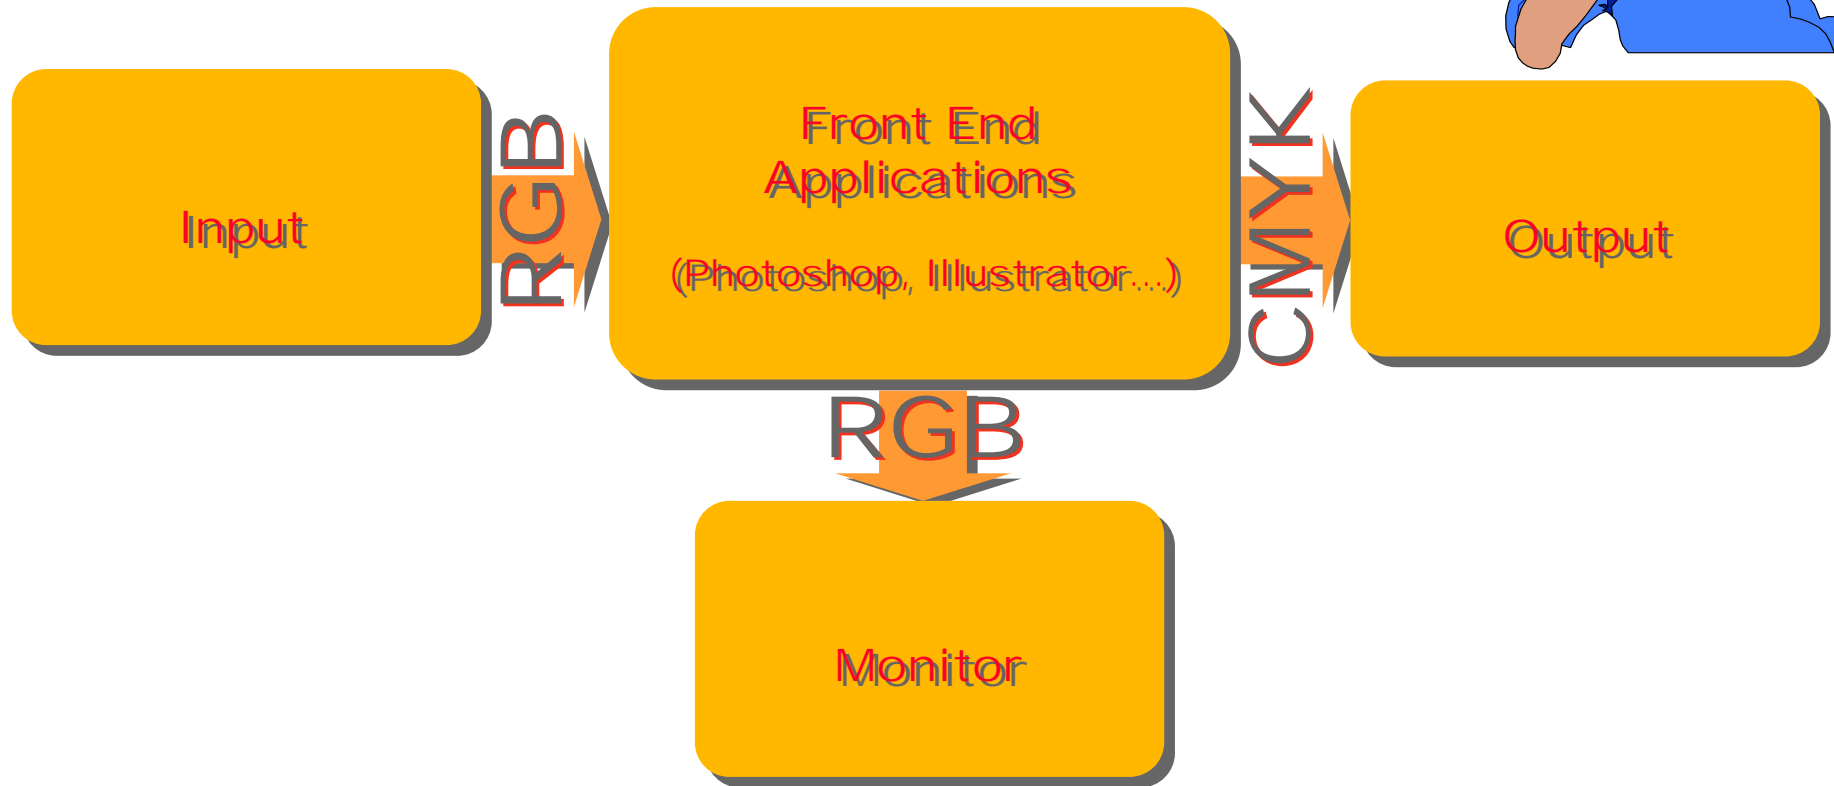 Input
RGB
Front End
Applications
(Photoshop, Illustrator...)
CMYK
Output
RGB
Monitor